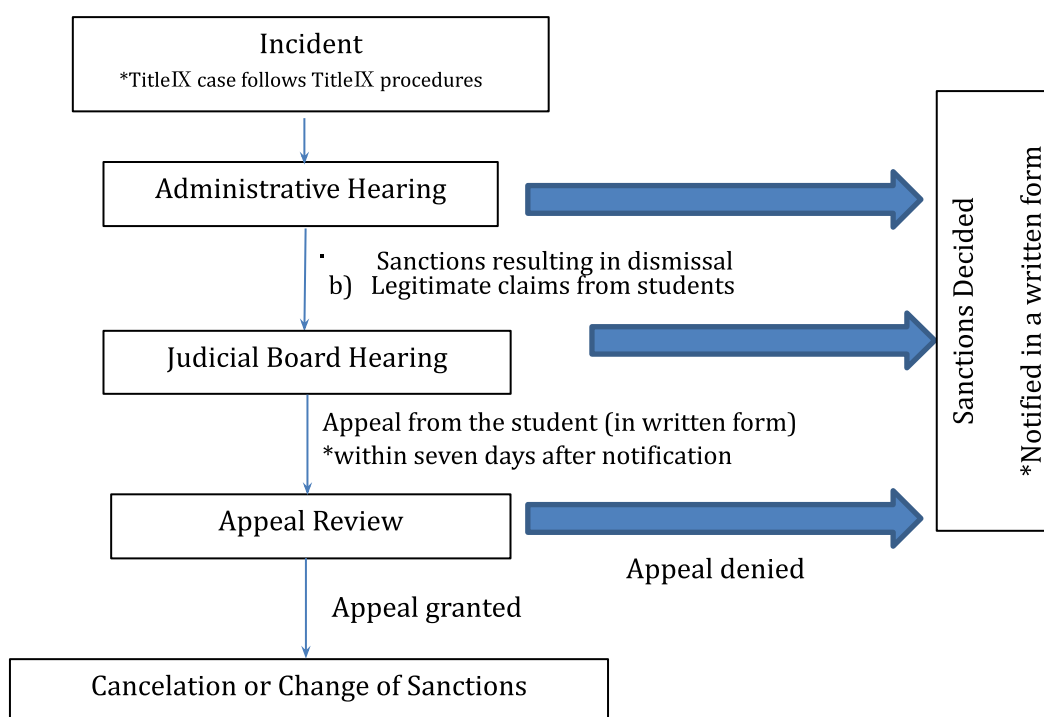 Incident
*TitleⅨ case follows TitleⅨ procedures
Administrative Hearing
Sanctions resulting in dismissal
b) Legitimate claims from students
Judicial Board Hearing
Appeal from the student (in written form)
*within seven days after notification
Appeal Review
Appeal denied
Appeal granted
Cancelation or Change of Sanctions
Sanctions Decided
*Notified in a written form